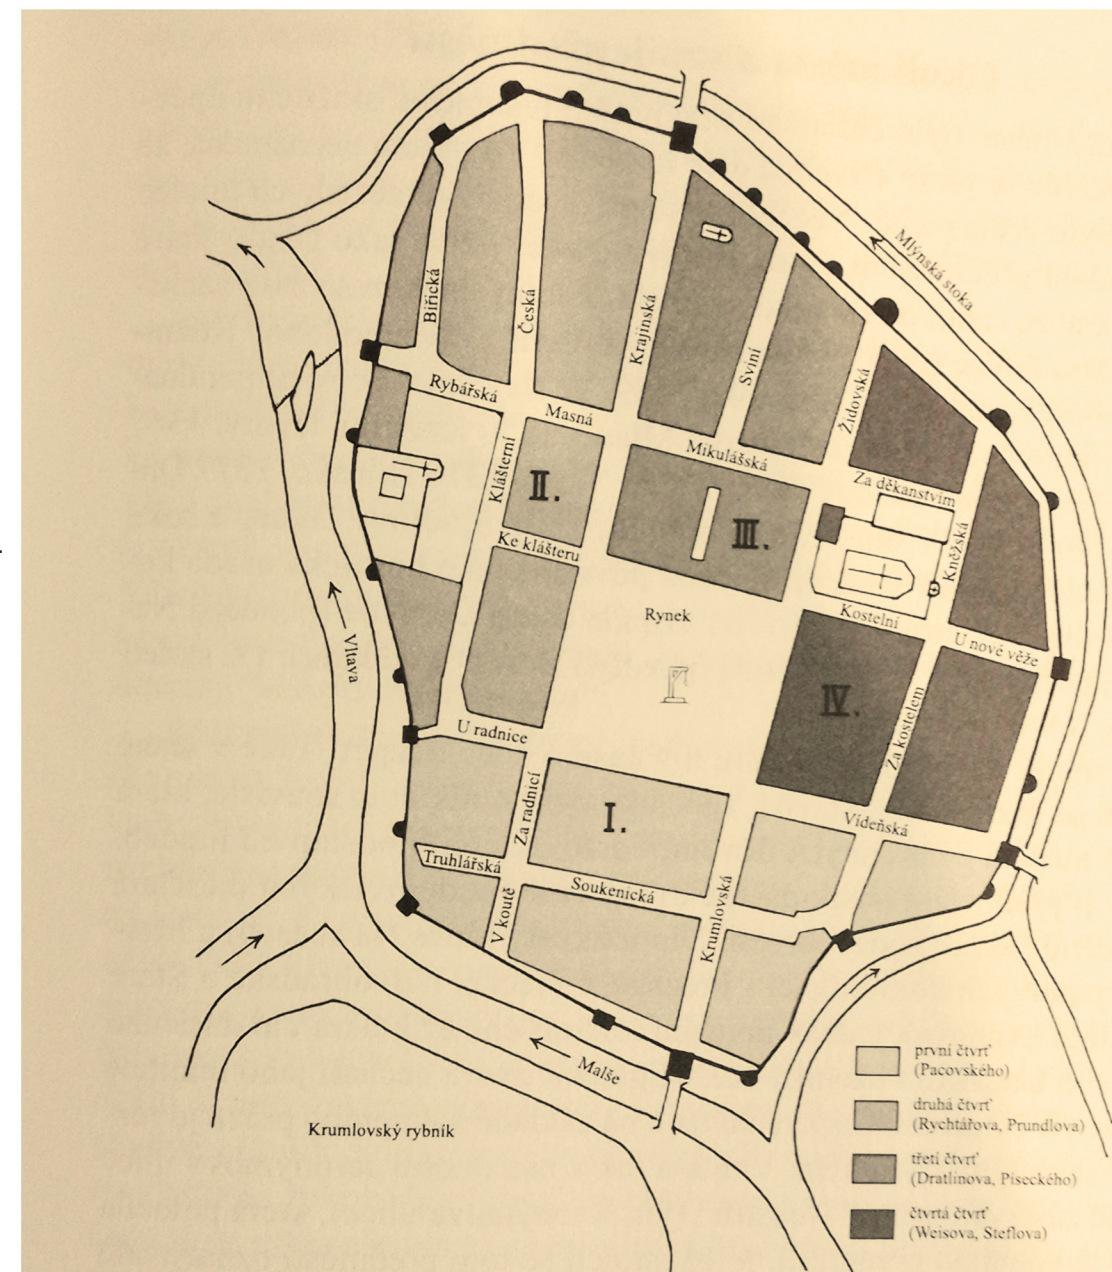 Mlýnská stoka
Biřická
Česká
Krajinská
Sviní
Židovská
Rybářská
Masná
Mikulášská
Klášterní
II.
III.
Za děkanstvím
Ke klášteru
Kněžská
Rynek
Kostelní
U nové věže
Vltava
IV.
Za kostelem
U radnice
Za radnicí
I.
Vídeňská
Truhlářská
Soukenická
V koutě
Krumlovská
Malše
Krumlovský rybník
první čtvrť
(Pacovského)
druhá čtvrť
(Rychtářova, Prundlova)
třetí čtvrť
(Dratlinova, Píseckého)
čtvrtá čtvrť
(Weisova, Steflova)